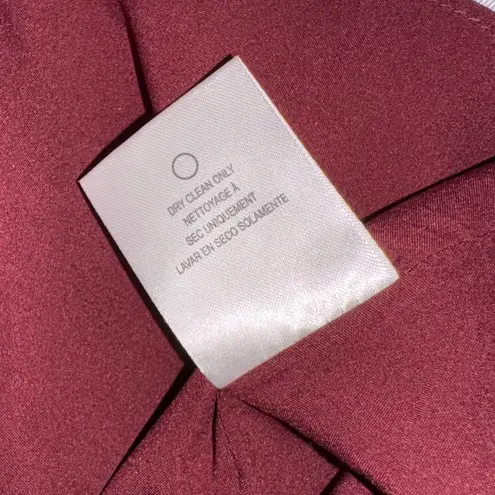 DRY CLEAN ONLY
NETTOYAGE À
SEC UNIQUEMENT
LAVAR EN SECO SOLAMENTE